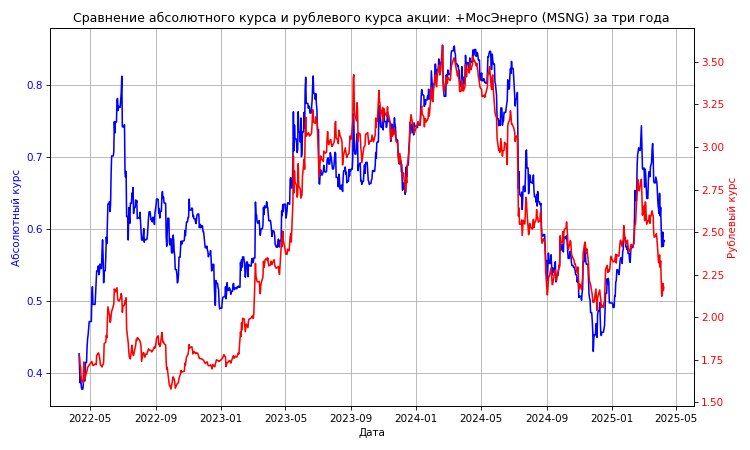 Сравнение абсолютного курса и рублевого курса акции: +МосЭнерго (MSNG) за три года
Абсолютный курс
0.8
0.7
0.6
0.5
0.4
3.50
3.25
3.00
2.75
2.50
2.25
2.00
1.75
1.50
Рублевый курс
2022-05 2022-09 2023-01 2023-05 2023-09 2024-01 2024-05 2024-09 2025-01 2025-05
Дата